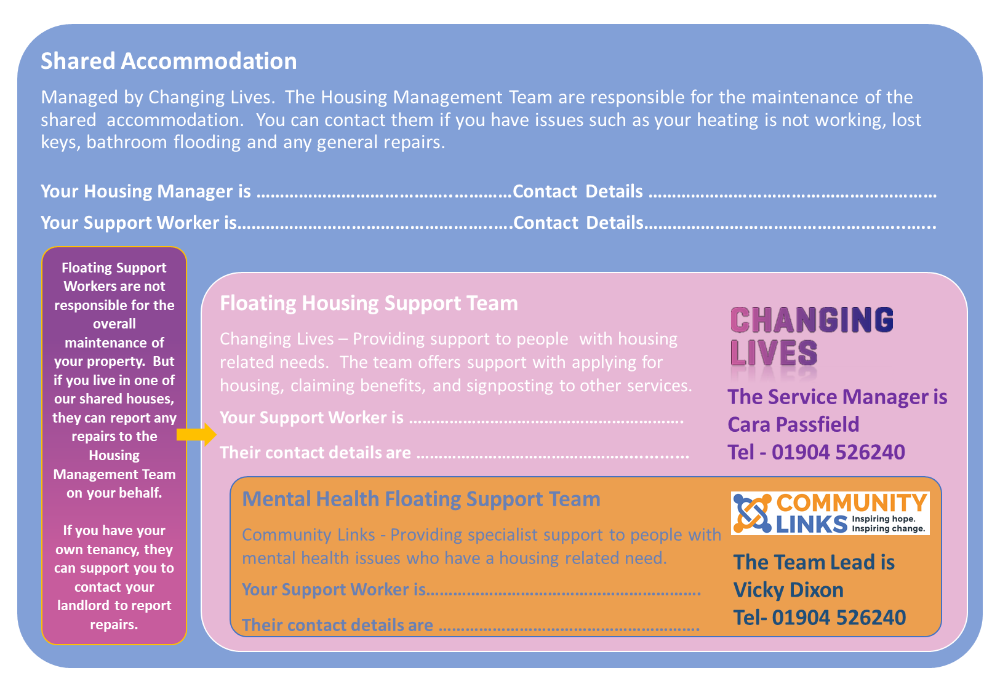 Shared Accommodation
Managed by Changing Lives.  The Housing Management Team are responsible for the maintenance of the
shared  accommodation.  You can contact them if you have issues such as your heating is not working, lost
keys, bathroom flooding and any general repairs.
Your Housing Manager is ……………………………………..…………Contact  Details …………………………………………………………
Your Support Worker is……………………………………………..…….Contact  Details……………………………………………….…..…...
Floating Support
Workers are not
responsible for the
overall
maintenance of
your property.  But
if you live in one of
our shared houses,
they can report any
repairs to the
Housing
Management Team
on your behalf.
If you have your
own tenancy, they
can support you to
contact your
landlord to report
repairs.
Floating Housing Support Team
Changing Lives – Providing support to people  with housing
related needs.  The team offers support with applying for
housing, claiming benefits, and signposting to other services.
Your Support Worker is …………………………………………………….
Their contact details are ……………………………………………..………
CHANGING
LIVES
The Service Manager is
Cara Passfield
Tel - 01904 526240
Mental Health Floating Support Team
Community Links - Providing specialist support to people with
mental health issues who have a housing related need.
Your Support Worker is…………………………………………………….
Their contact details are ………………………………………………….
COMMUNITY
LINKS
Inspiring hope.
Inspiring change.
The Team Lead is
Vicky Dixon
Tel- 01904 526240